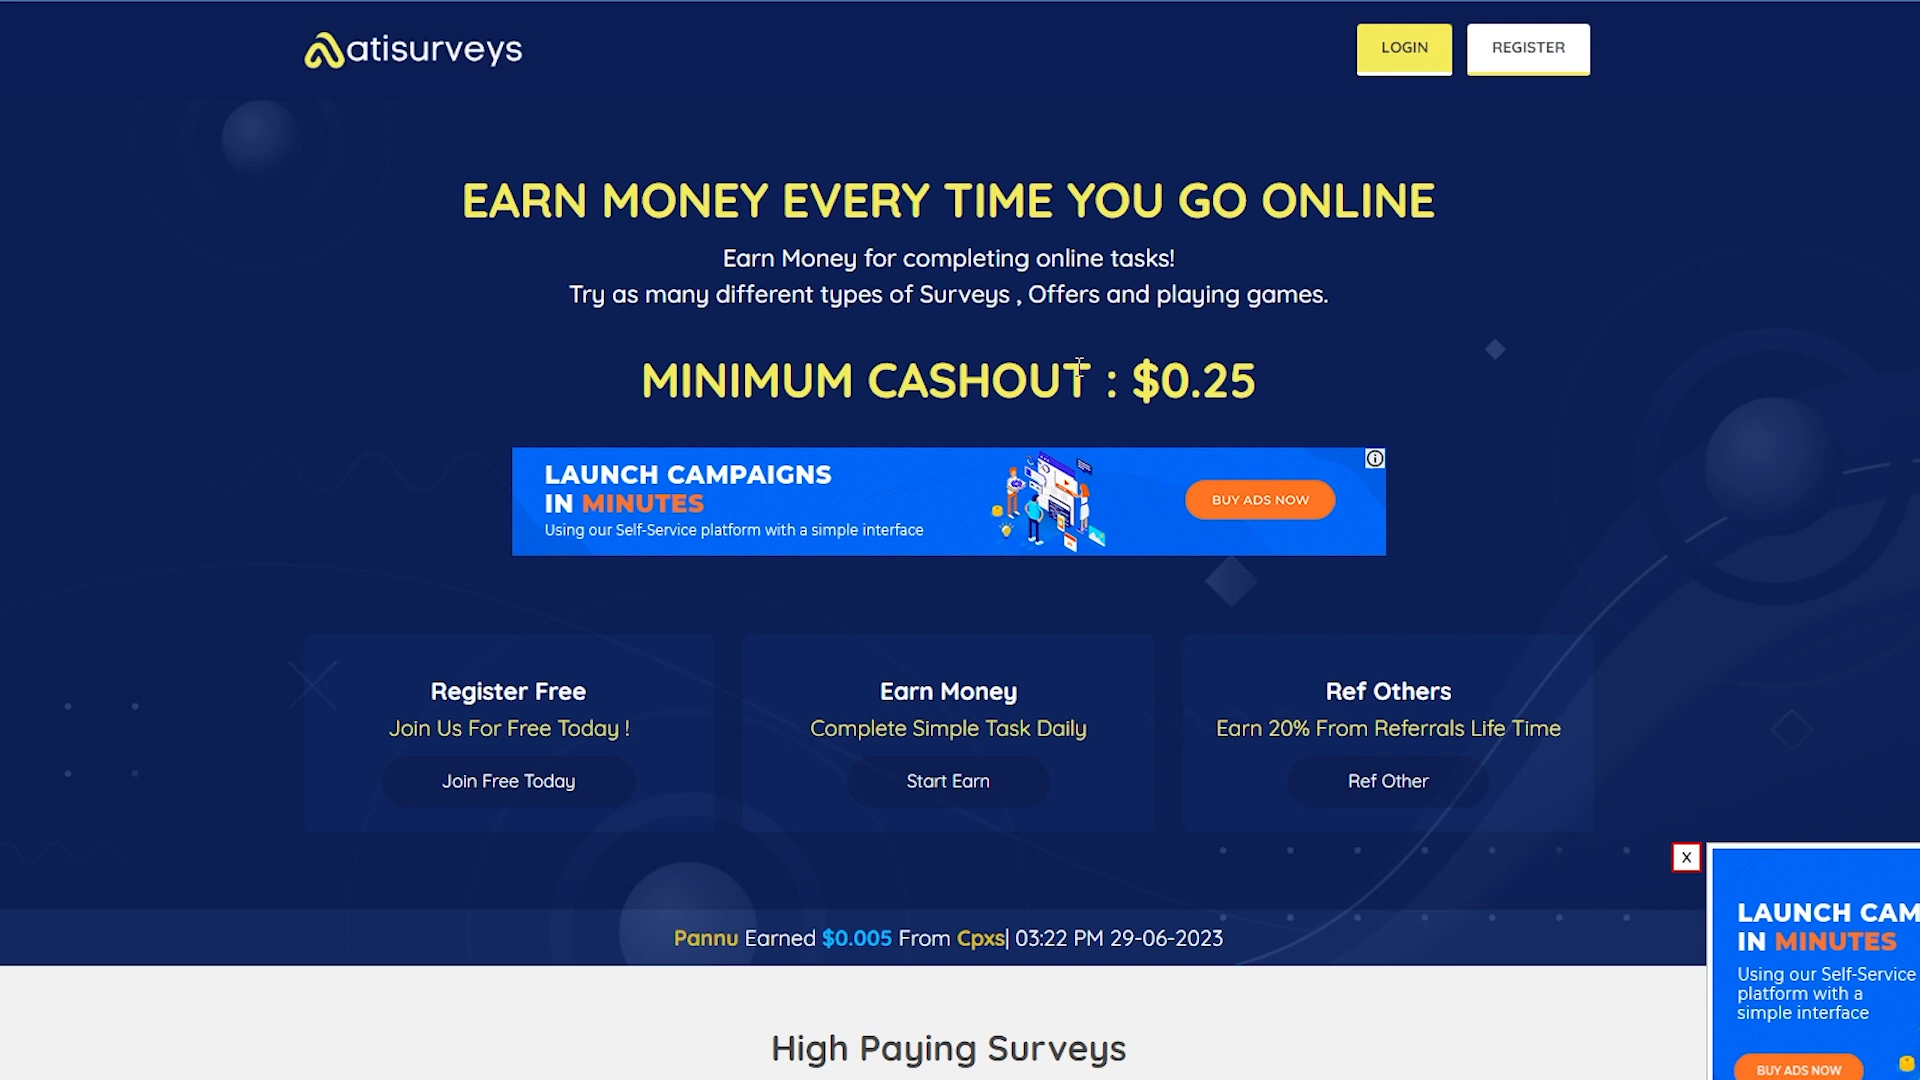 atisurveys
LOGIN
REGISTER
EARN MONEY EVERY TIME YOU GO ONLINE
Earn Money for completing online tasks!
Try as many different types of Surveys , Offers and playing games.
MINIMUM CASHOUT : $0.25
LAUNCH CAMPAIGNS
IN MINUTES
Using our Self-Service platform with a simple interface
BUY ADS NOW
Register Free
Join Us For Free Today !
Join Free Today
Earn Money
Complete Simple Task Daily
Start Earn
Ref Others
Earn 20% From Referrals Life Time
Ref Other
X
Pannu Earned $0.005 From Cpxs| 03:22 PM 29-06-2023
LAUNCH CAM
IN MINUTES
Using our Self-Service
platform with a
simple interface
BUY ADS NOW
High Paying Surveys